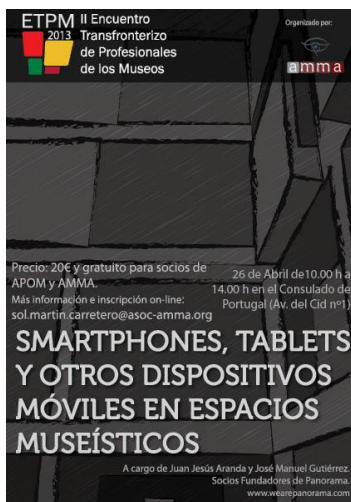 ETPM
2013
II Encuentro
Transfronterizo
de Profesionales
de los Museos
Organizado por:
amma
Precio: 20€ y gratuito para socios de
APOM y AMMA.
Más información e inscripción on-line:
sol.martin.carretero@asoc-amma.org
26 de Abril de10.00 h a
14.00 h en el Consulado de
Portugal (Av. del Cid nº1)
SMARTPHONES, TABLETS
Y OTROS DISPOSITIVOS
MÓVILES EN ESPACIOS
MUSEÍSTICOS
A cargo de Juan Jesús Aranda y José Manuel Gutiérrez.
Socios Fundadores de Panorama.
www.wearepanorama.com